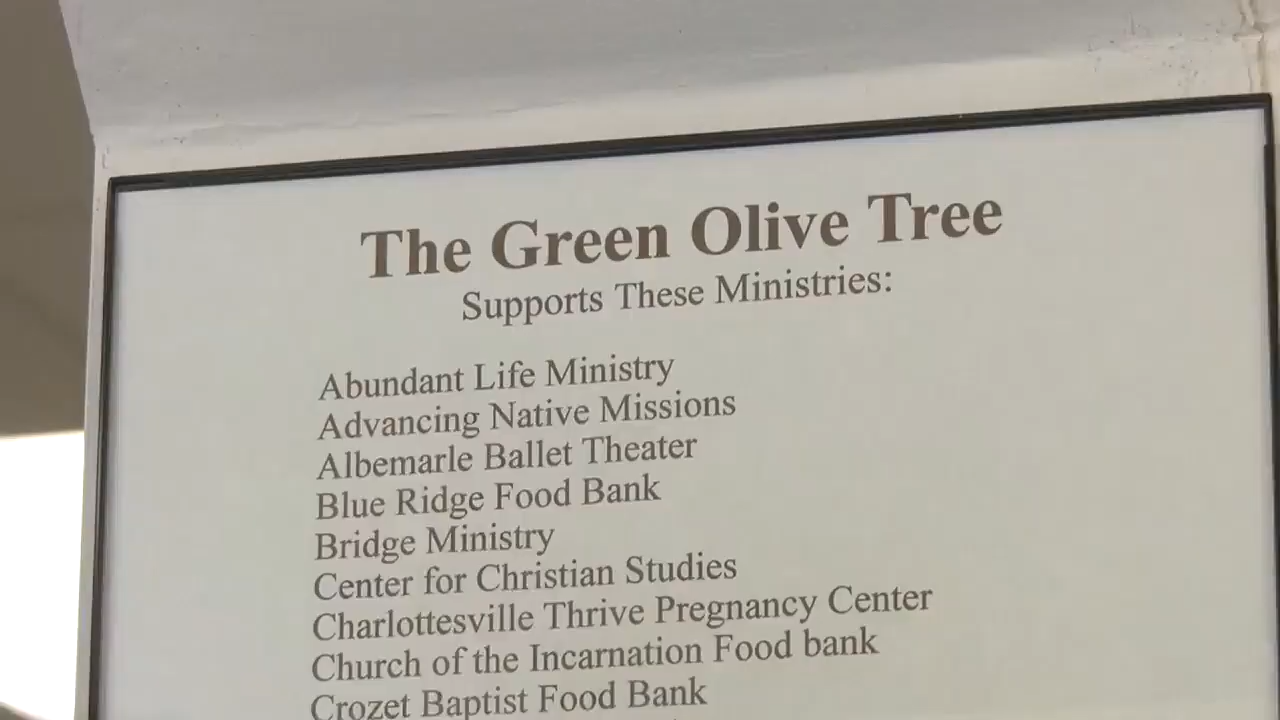 The Green Olive Tree
Supports These Ministries:
Abundant Life Ministry
Advancing Native Missions
Albemarle Ballet Theater
Blue Ridge Food Bank
Bridge Ministry
Center for Christian Studies
Charlottesville Thrive Pregnancy Center
Church of the Incarnation Food bank
Crozet Baptist Food Bank